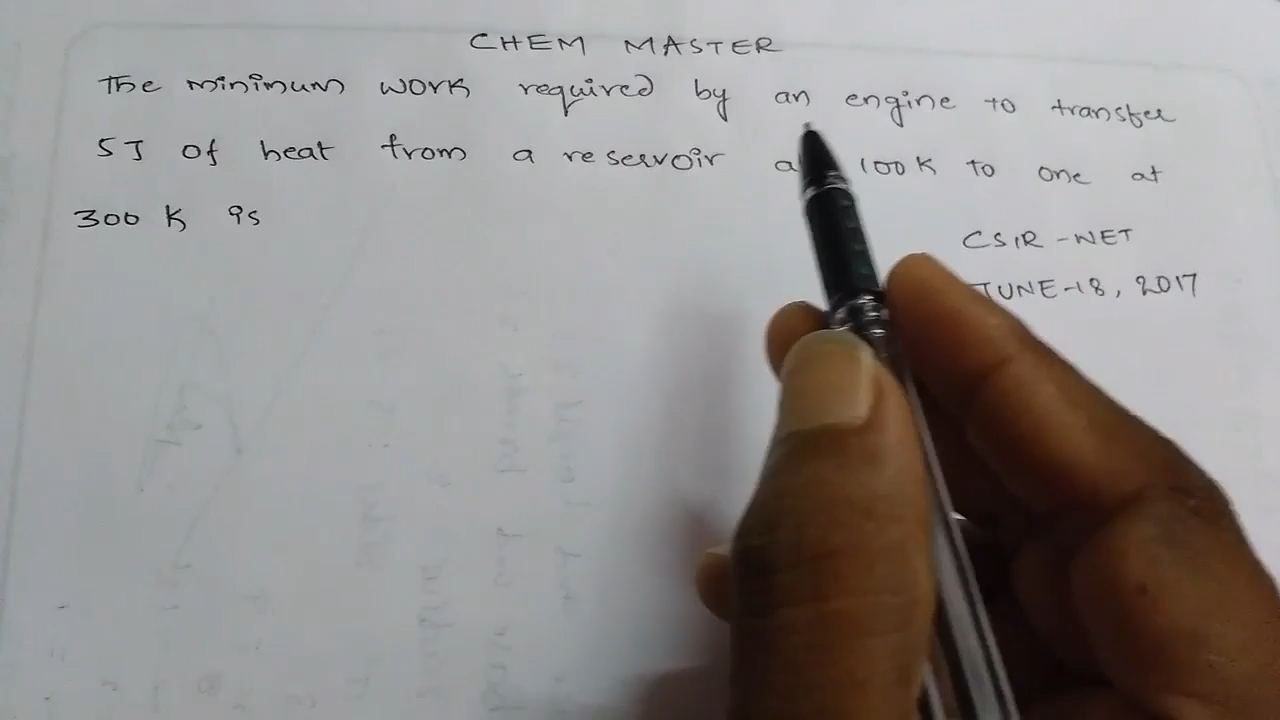 CHEM MASTER
The minimum work required by an engine to transfer
5J of heat from a reservoir a 100K to one at
300 K is
CSIR-NET
JUNE-18, 2017